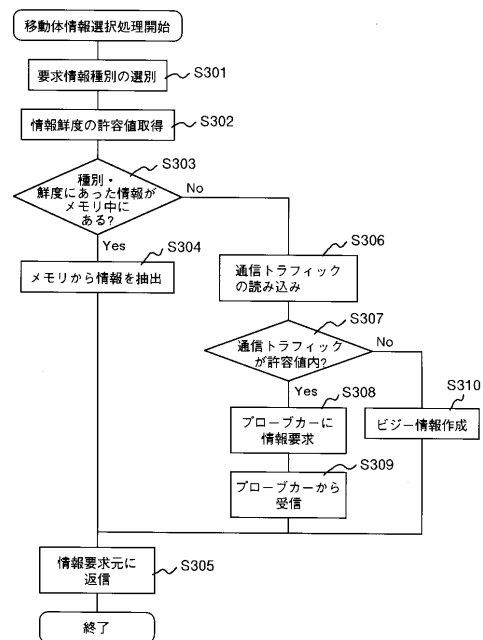 移動体情報選択処理開始
要求情報種別の選別
S301
情報鮮度の許容値取得
S302
S303
種別・
鮮度にあった情報が
メモリ中に
ある?
No
Yes
S304
メモリから情報を抽出
S306
通信トラフィック
の読み込み
S307
通信トラフィック
が許容値内?
No
Yes
S308
プローブカーに
情報要求
S310
ビジー情報作成
S309
プローブカーから
受信
情報要求元に
返信
S305
終了